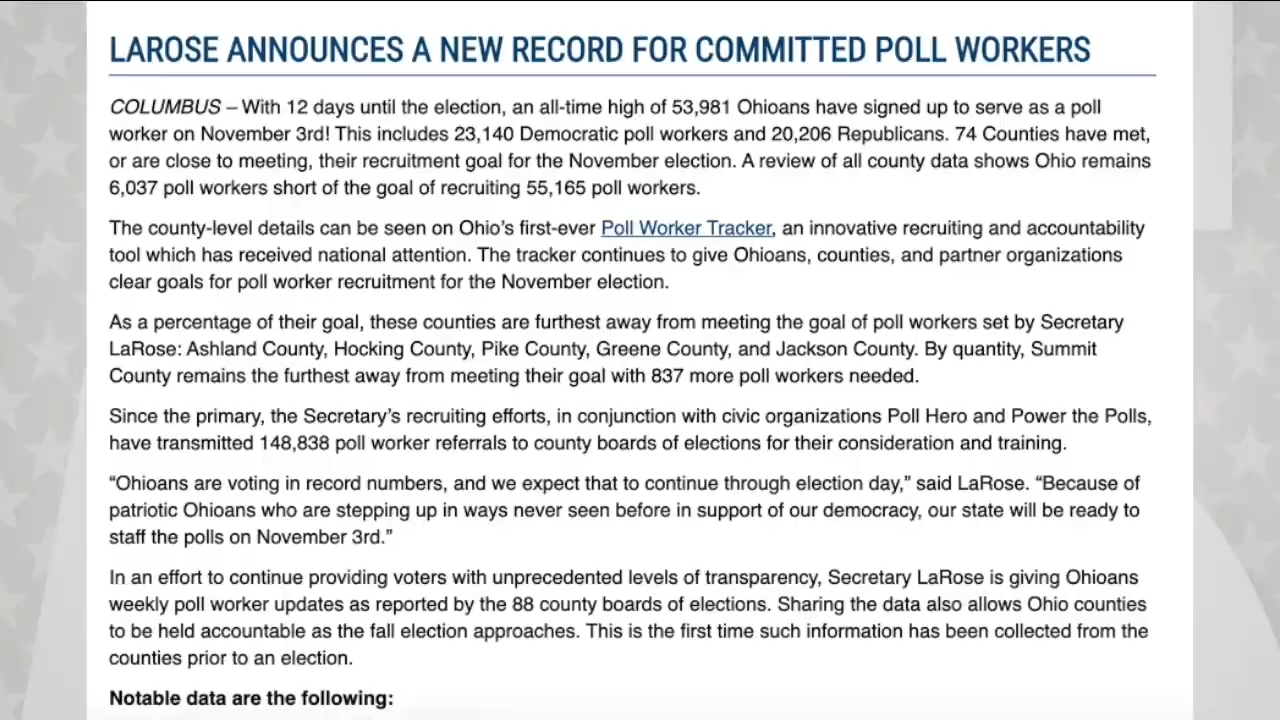 LAROSE ANNOUNCES A NEW RECORD FOR COMMITTED POLL WORKERS
COLUMBUS – With 12 days until the election, an all-time high of 53,981 Ohioans have signed up to serve as a poll
worker on November 3rd! This includes 23,140 Democratic poll workers and 20,206 Republicans. 74 Counties have met,
or are close to meeting, their recruitment goal for the November election. A review of all county data shows Ohio remains
6,037 poll workers short of the goal of recruiting 55,165 poll workers.
The county-level details can be seen on Ohio's first-ever Poll Worker Tracker, an innovative recruiting and accountability
tool which has received national attention. The tracker continues to give Ohioans, counties, and partner organizations
clear goals for poll worker recruitment for the November election.
As a percentage of their goal, these counties are furthest away from meeting the goal of poll workers set by Secretary
LaRose: Ashland County, Hocking County, Pike County, Greene County, and Jackson County. By quantity, Summit
County remains the furthest away from meeting their goal with 837 more poll workers needed.
Since the primary, the Secretary's recruiting efforts, in conjunction with civic organizations Poll Hero and Power the Polls,
have transmitted 148,838 poll worker referrals to county boards of elections for their consideration and training.
“Ohioans are voting in record numbers, and we expect that to continue through election day,” said LaRose. “Because of
patriotic Ohioans who are stepping up in ways never seen before in support of our democracy, our state will be ready to
staff the polls on November 3rd.”
In an effort to continue providing voters with unprecedented levels of transparency, Secretary LaRose is giving Ohioans
weekly poll worker updates as reported by the 88 county boards of elections. Sharing the data also allows Ohio counties
to be held accountable as the fall election approaches. This is the first time such information has been collected from the
counties prior to an election.
Notable data are the following: